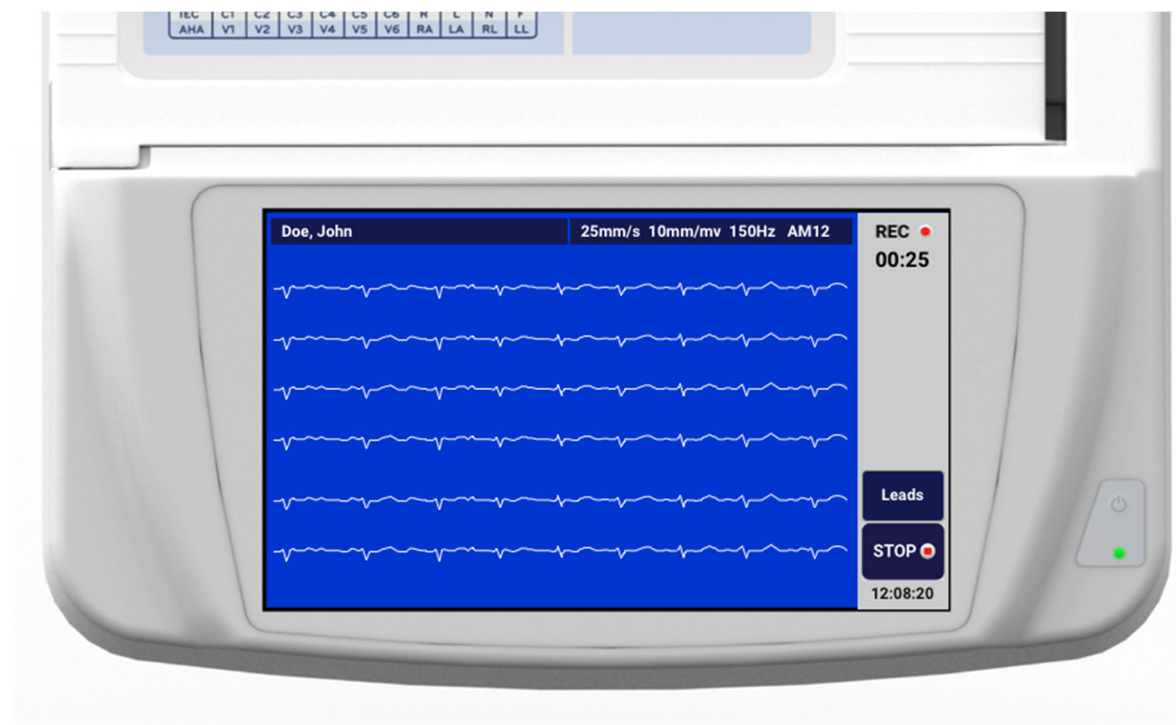 IEC C1 C2 C3 C4 C5 C6 R L N F
AHA V1 V2 V3 V4 V5 V6 RA LA RL LL
Doe, John
25mm/s 10mm/mv 150Hz AM12
REC
00:25
Leads
STOP
12:08:20